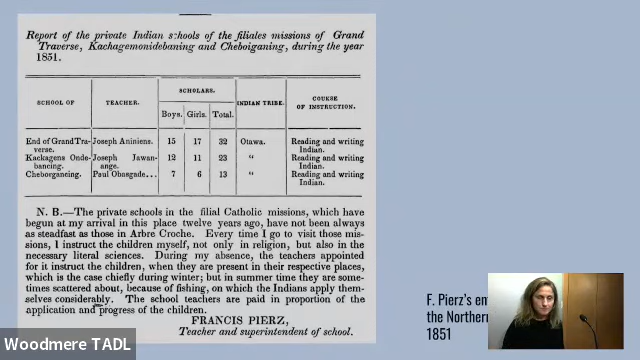 Report of the private Indian schools of the filiales missions of Grand
Traverse, Kachagemonidebaning and Cheboiganing, during the year
1851.
SCHOOL OF
TEACHER.
SCHOLARS.
INDIAN TRIBE.
COURSE
OF INSTRUCTION.
Boys. Girls. Total.
End of Grand Tra- Joseph Aniniens. 15 17 32 Otawa. Reading and writing
verse. Indian.
Kackagens Onde- Joseph Jawan- 12 11 23 " Reading and writing
bancing. ange. Indian.
Cheborgancing. Paul Obasgade... 7 6 13 " Reading and writing
Indian.
N. B.—The private schools in the filial Catholic missions, which have
begun at my arrival in this place twelve years ago, have not been always
as steadfast as those in Arbre Croche. Every time I go to visit those mis-
sions, I instruct the children myself, not only in religion, but also in the
necessary literal sciences. During my absence, the teachers appointed
for it instruct the children, when they are present in their respective places,
which is the case chiefly during winter; but in summer time they are some-
times scattered about, because of fishing, on which the Indians apply them-
selves considerably. The school teachers are paid in proportion of the
application and progress of the children.
FRANCIS PIERZ,
Teacher and superintendent of school.
F. Pierz's
the Northern
1851
Woodmere TADL